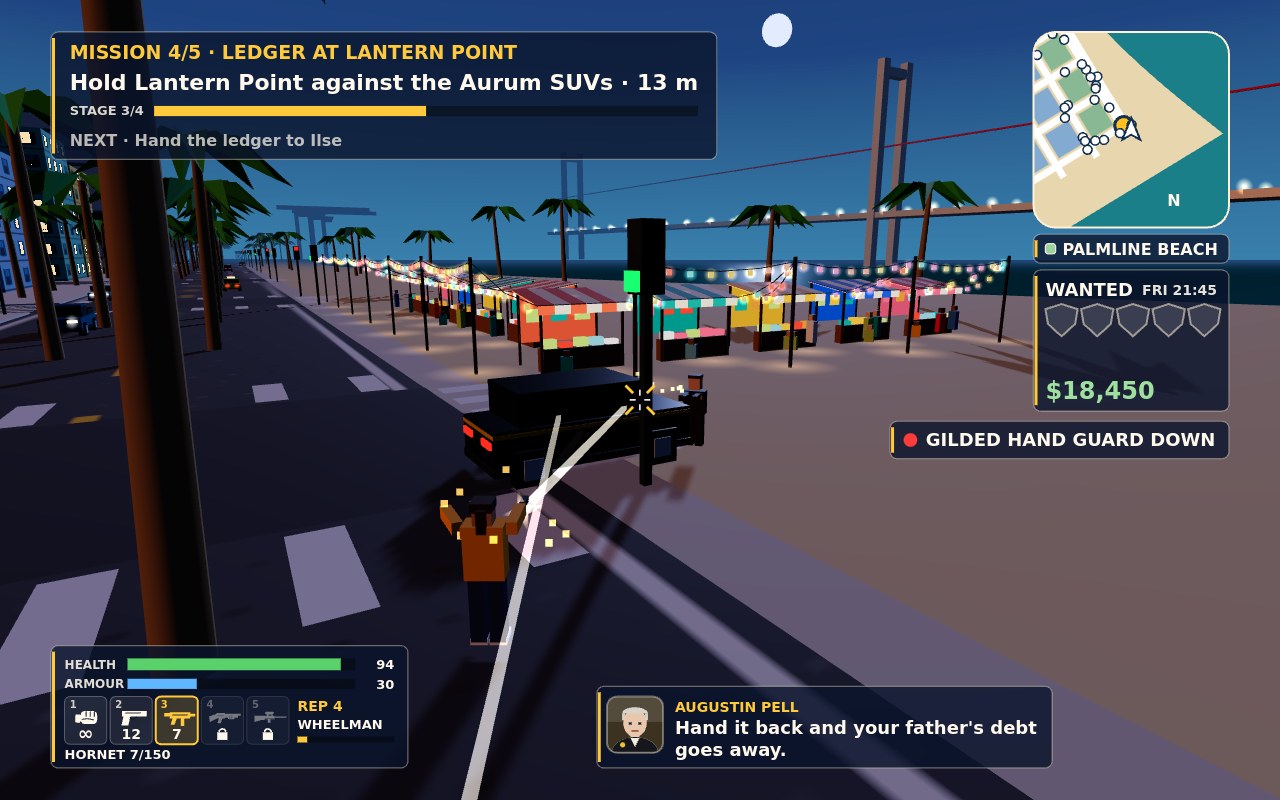 MISSION 4/5 · LEDGER AT LANTERN POINT
Hold Lantern Point against the Aurum SUVs · 13 m
STAGE 3/4
NEXT · Hand the ledger to Ilse
N
PALMLINE BEACH
WANTED FRI 21:45
$18,450
GILDED HAND GUARD DOWN
HEALTH 94
ARMOUR 30
1 2 3 4 5
∞ 12 7
REP 4
WHEELMAN
HORNET 7/150
AUGUSTIN PELL
Hand it back and your father's debt
goes away.